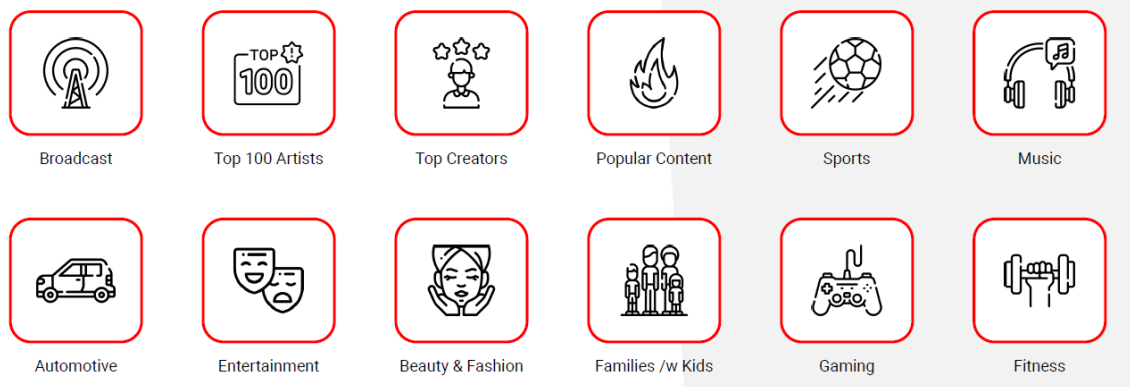 TOP
100
Broadcast
Top 100 Artists
Top Creators
Popular Content
Sports
Music
Automotive
Entertainment
Beauty & Fashion
Families /w Kids
Gaming
Fitness